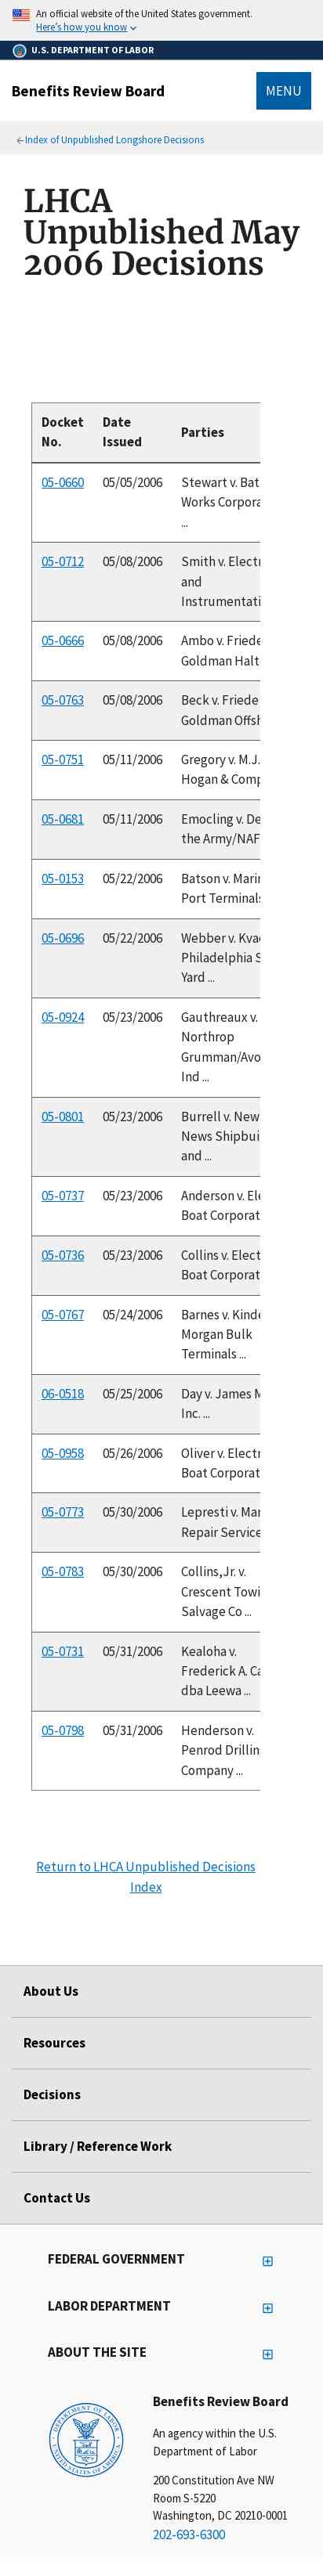 An official website of the United States government.
Here's how you know
U.S. DEPARTMENT OF LABOR
Benefits Review Board
MENU
Index of Unpublished Longshore Decisions
LHCA
Unpublished May
2006 Decisions
Docket
No.
Date
Issued
Parties
05-0660 05/05/2006 Stewart v. Bat
Works Corpora
...
05-0712 05/08/2006 Smith v. Electr
and
Instrumentati
05-0666 05/08/2006 Ambo v. Friede
Goldman Halt
05-0763 05/08/2006 Beck v. Friede
Goldman Offsh
05-0751 05/11/2006 Gregory v. M.J.
Hogan & Comp
05-0681 05/11/2006 Emocling v. De
the Army/NAF
05-0153 05/22/2006 Batson v. Marin
Port Terminals
05-0696 05/22/2006 Webber v. Kvae
Philadelphia S
Yard ...
05-0924 05/23/2006 Gauthreaux v.
Northrop
Grumman/Avo
Ind ...
05-0801 05/23/2006 Burrell v. New
News Shipbui
and ...
05-0737 05/23/2006 Anderson v. Ele
Boat Corporat
05-0736 05/23/2006 Collins v. Elect
Boat Corporat
05-0767 05/24/2006 Barnes v. Kinde
Morgan Bulk
Terminals ...
06-0518 05/25/2006 Day v. James M
Inc. ...
05-0958 05/26/2006 Oliver v. Electr
Boat Corporat
05-0773 05/30/2006 Lepresti v. Mar
Repair Service
05-0783 05/30/2006 Collins,Jr. v.
Crescent Towi
Salvage Co ...
05-0731 05/31/2006 Kealoha v.
Frederick A. Ca
dba Leewa ...
05-0798 05/31/2006 Henderson v.
Penrod Drillin
Company ...
Return to LHCA Unpublished Decisions
Index
About Us
Resources
Decisions
Library / Reference Work
Contact Us
FEDERAL GOVERNMENT
LABOR DEPARTMENT
ABOUT THE SITE
Benefits Review Board
An agency within the U.S.
Department of Labor
200 Constitution Ave NW
Room S-5220
Washington, DC 20210-0001
202-693-6300